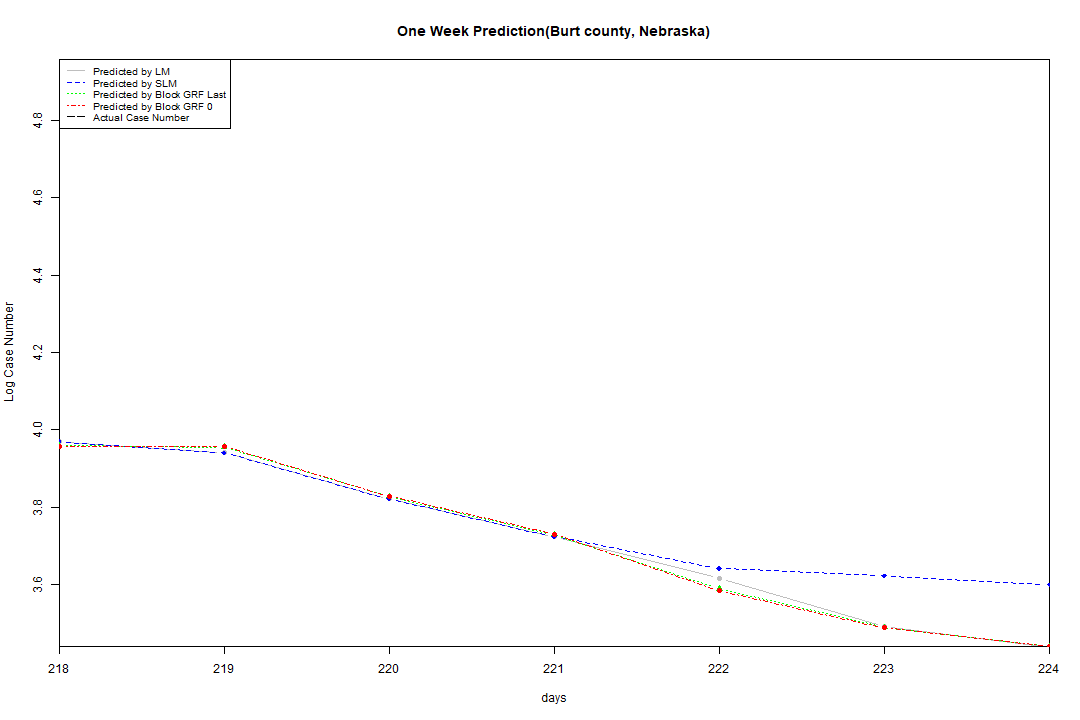 One Week Prediction(Burt county, Nebraska)
Predicted by LM
Predicted by SLM
Predicted by Block GRF Last
Predicted by Block GRF 0
Actual Case Number
4.8
4.6
4.4
4.2
4.0
3.8
3.6
Log Case Number
218 219 220 221 222 223 224
days